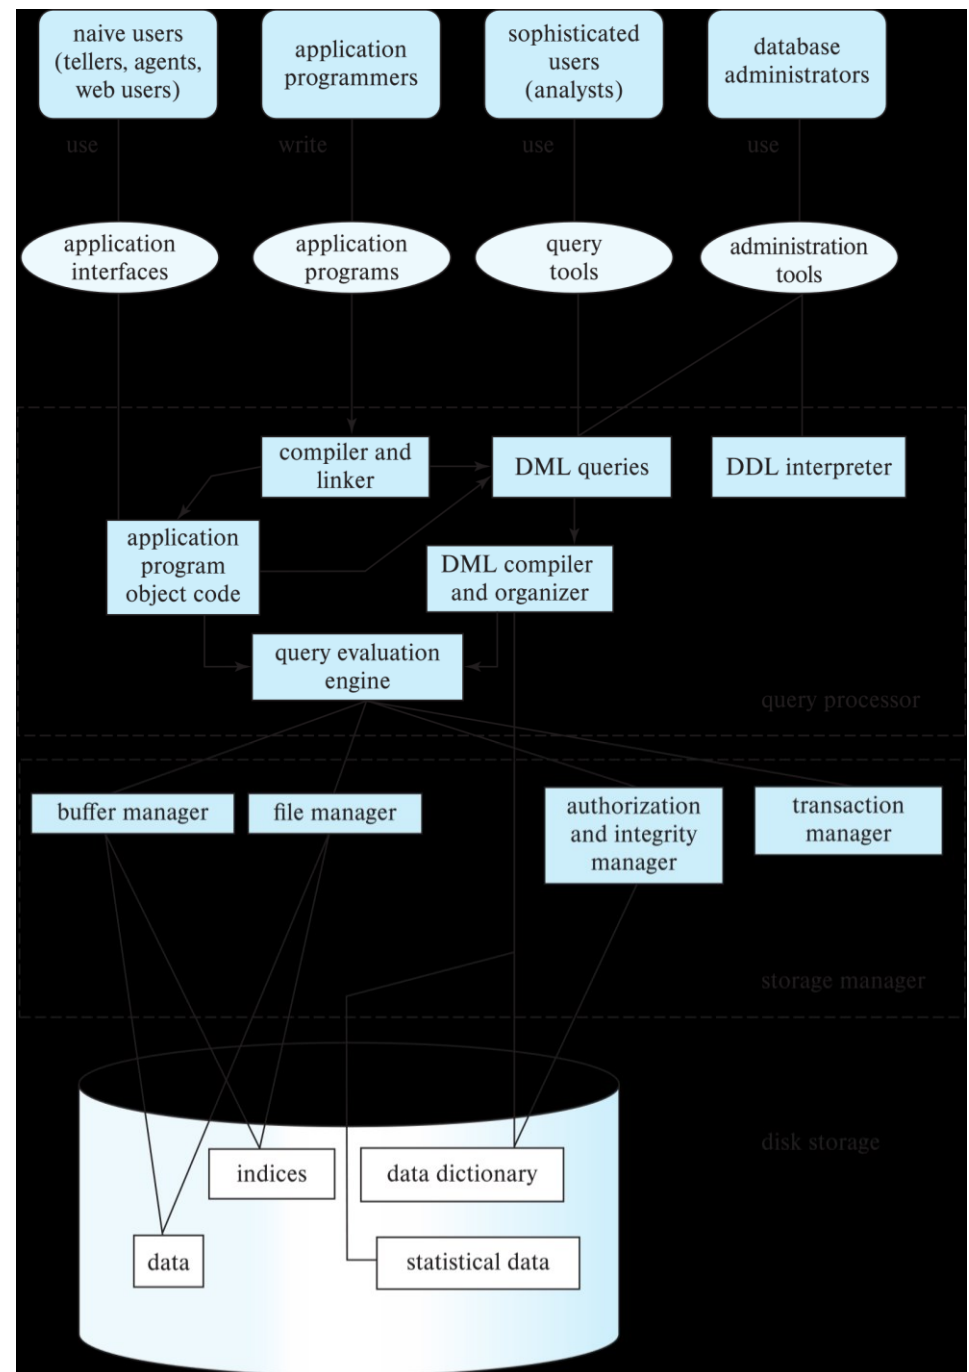 naive users
(tellers, agents,
web users)
application
programmers
sophisticated
users
(analysts)
database
administrators
use
write
use
use
application
interfaces
application
programs
query
tools
administration
tools
compiler and
linker
DML queries
DDL interpreter
application
program
object code
DML compiler
and organizer
query evaluation
engine
query processor
buffer manager
file manager
authorization
and integrity
manager
transaction
manager
storage manager
disk storage
indices
data dictionary
data
statistical data